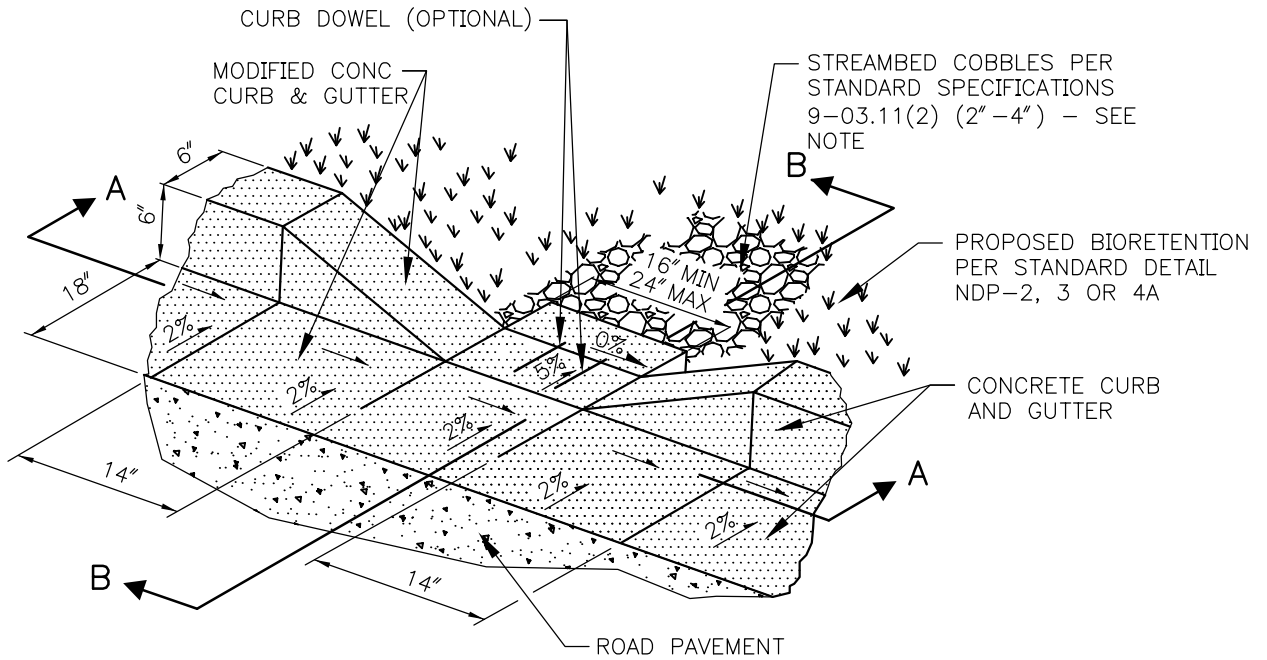 CURB DOWEL (OPTIONAL)
MODIFIED CONC
CURB & GUTTER
STREAMBED COBBLES PER
STANDARD SPECIFICATIONS
9-03.11(2) (2"-4") - SEE
NOTE
B
A
6"
6"
18"
16" MIN
24" MAX
PROPOSED BIORETENTION
PER STANDARD DETAIL
NDP-2, 3 OR 4A
2%
0%
5%
2%
CONCRETE CURB
AND GUTTER
2%
14"
2%
A
2%
B
14"
ROAD PAVEMENT